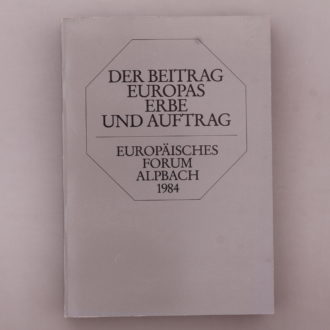 DER BEITRAG
EUROPAS
ERBE
UND AUFTRAG
EUROPÄISCHES
FORUM
ALPBACH
1984